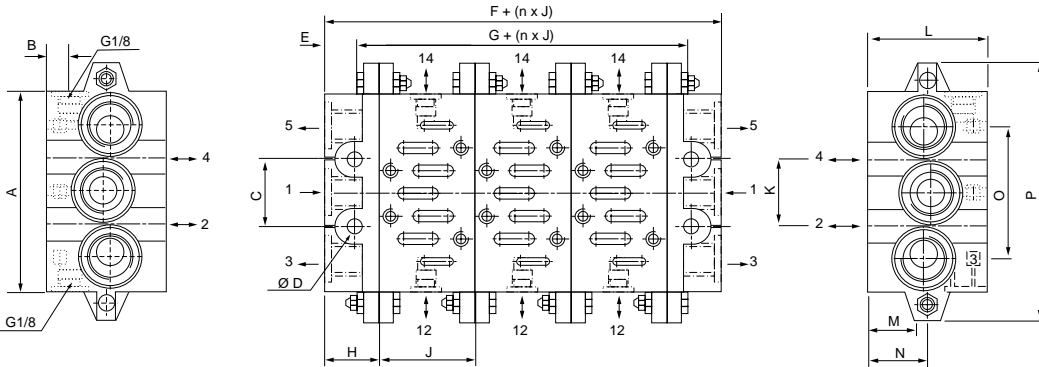 F + (n x J)
G + (n x J)
E
14 14 14
5 5
1 1
3 3
C
Ø D
12 12 12
H J
B G1/8
A
4
2
G1/8
L
4
2
K O P
3
M
N